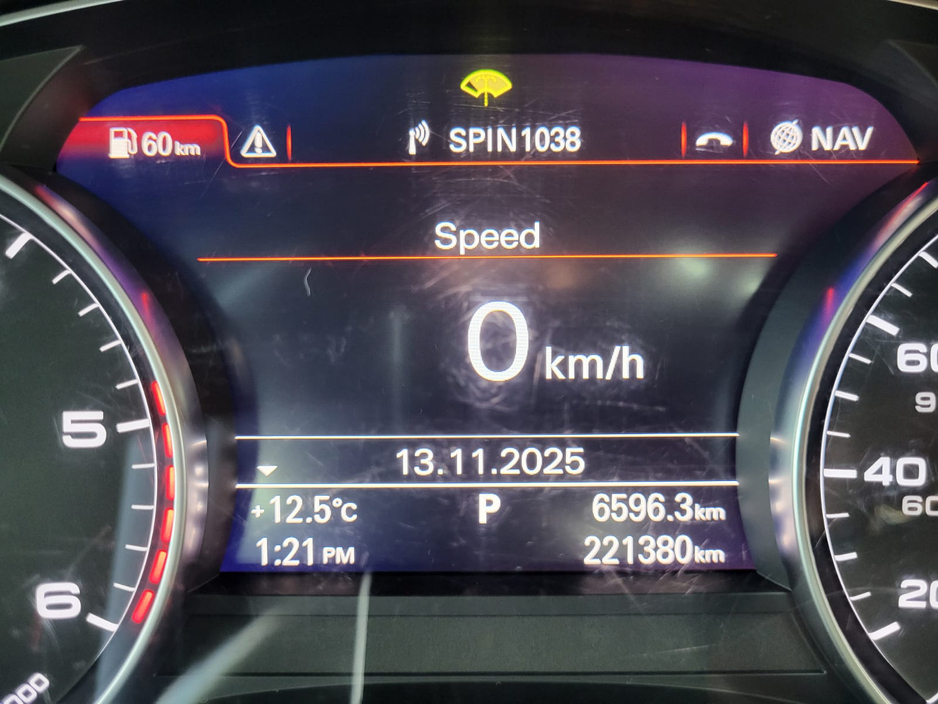 60 km
SPIN1038
NAV
Speed
0 km/h
13.11.2025
+12.5°C P 6596.3km
1:21 PM 221380km
5
6
40
20